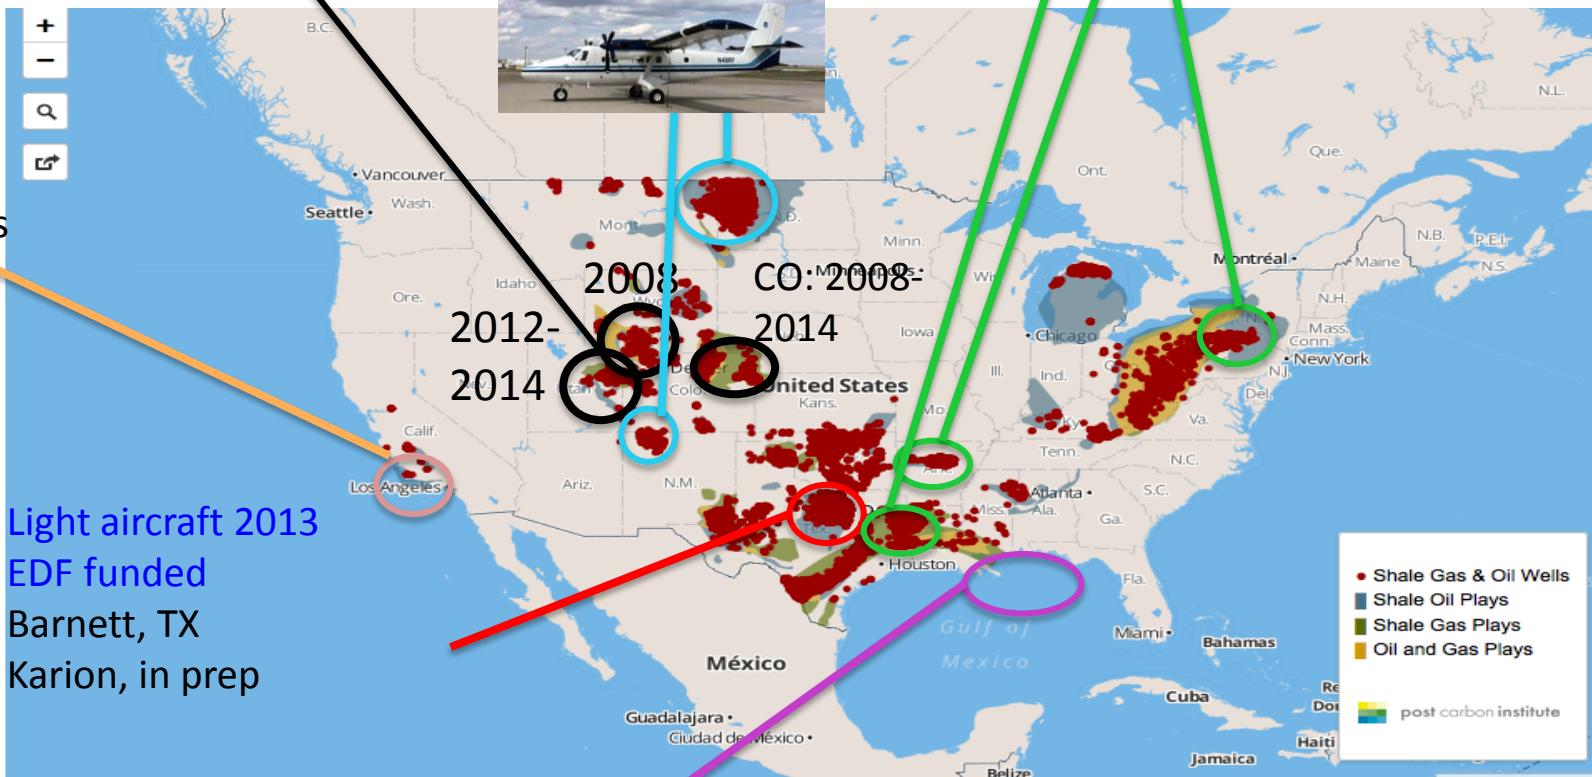 +
−
B.C.
N48RF
N.L.
Que.
Ont.
Vancouver
Wash.
Seattle
s
Mont.
N.D.
Minn.
N.B.
P.E.I.
Montréal
Maine
N.S.
2008
CO: 2008-
Minneapolis
Idaho
Ore.
N.H.
2012-
2014
Iowa
Chicago
Mass.
Conn.
New York
2014
United States
Ill.
Ind.
N.J.
Colo.
Kans.
Del.
Mo.
Ky.
Va.
Calif.
Tenn.
N.C.
Los Angeles
Ariz.
N.M.
Ark.
Atlanta
S.C.
Miss.
Ala.
Ga.
Tex.
Light aircraft 2013
EDF funded
Barnett, TX
Karion, in prep
Houston
Fla.
Shale Gas & Oil Wells
Shale Oil Plays
Shale Gas Plays
Oil and Gas Plays
Gulf of
Mexico
Miami
Bahamas
México
Cuba
post carbon institute
Guadalajara
Ciudad de México
Haiti
Jamaica
Belize